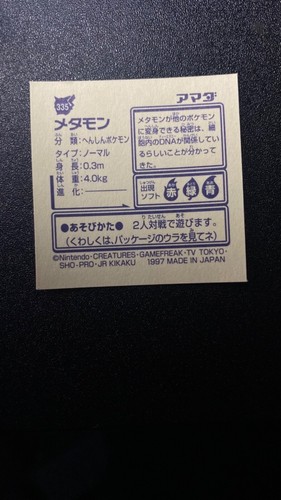 335
アマダ
メタモン
分類:へんしんポケモン
タイプ:ノーマル
身長:0.3m
体重:4.0kg
進化:
メタモンが他のポケモン
に変身できる秘密は、細
胞内のDNAが関係してい
るらしいことが分かって
きた。
出現
ソフト
赤 緑 青
●あそびかた● 2人対戦で遊びます。
(くわしくは、パッケージのウラを見てネ)
©Nintendo・CREATURES・GAMEFREAK・TV TOKYO・
SHO-PRO・JR KIKAKU 1997 MADE IN JAPAN